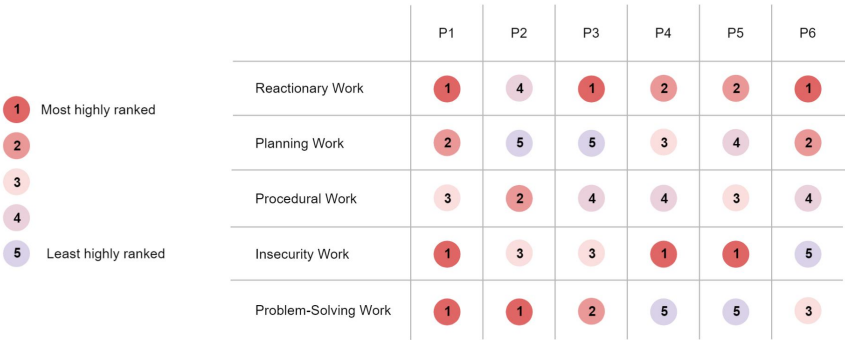 P1 P2 P3 P4 P5 P6
Reactionary Work 1 4 1 2 2 1
1 Most highly ranked
2
Planning Work 2 5 5 3 4 2
3
Procedural Work 3 2 4 4 3 4
4
5 Least highly ranked
Insecurity Work 1 3 3 1 1 5
Problem-Solving Work 1 1 2 5 5 3